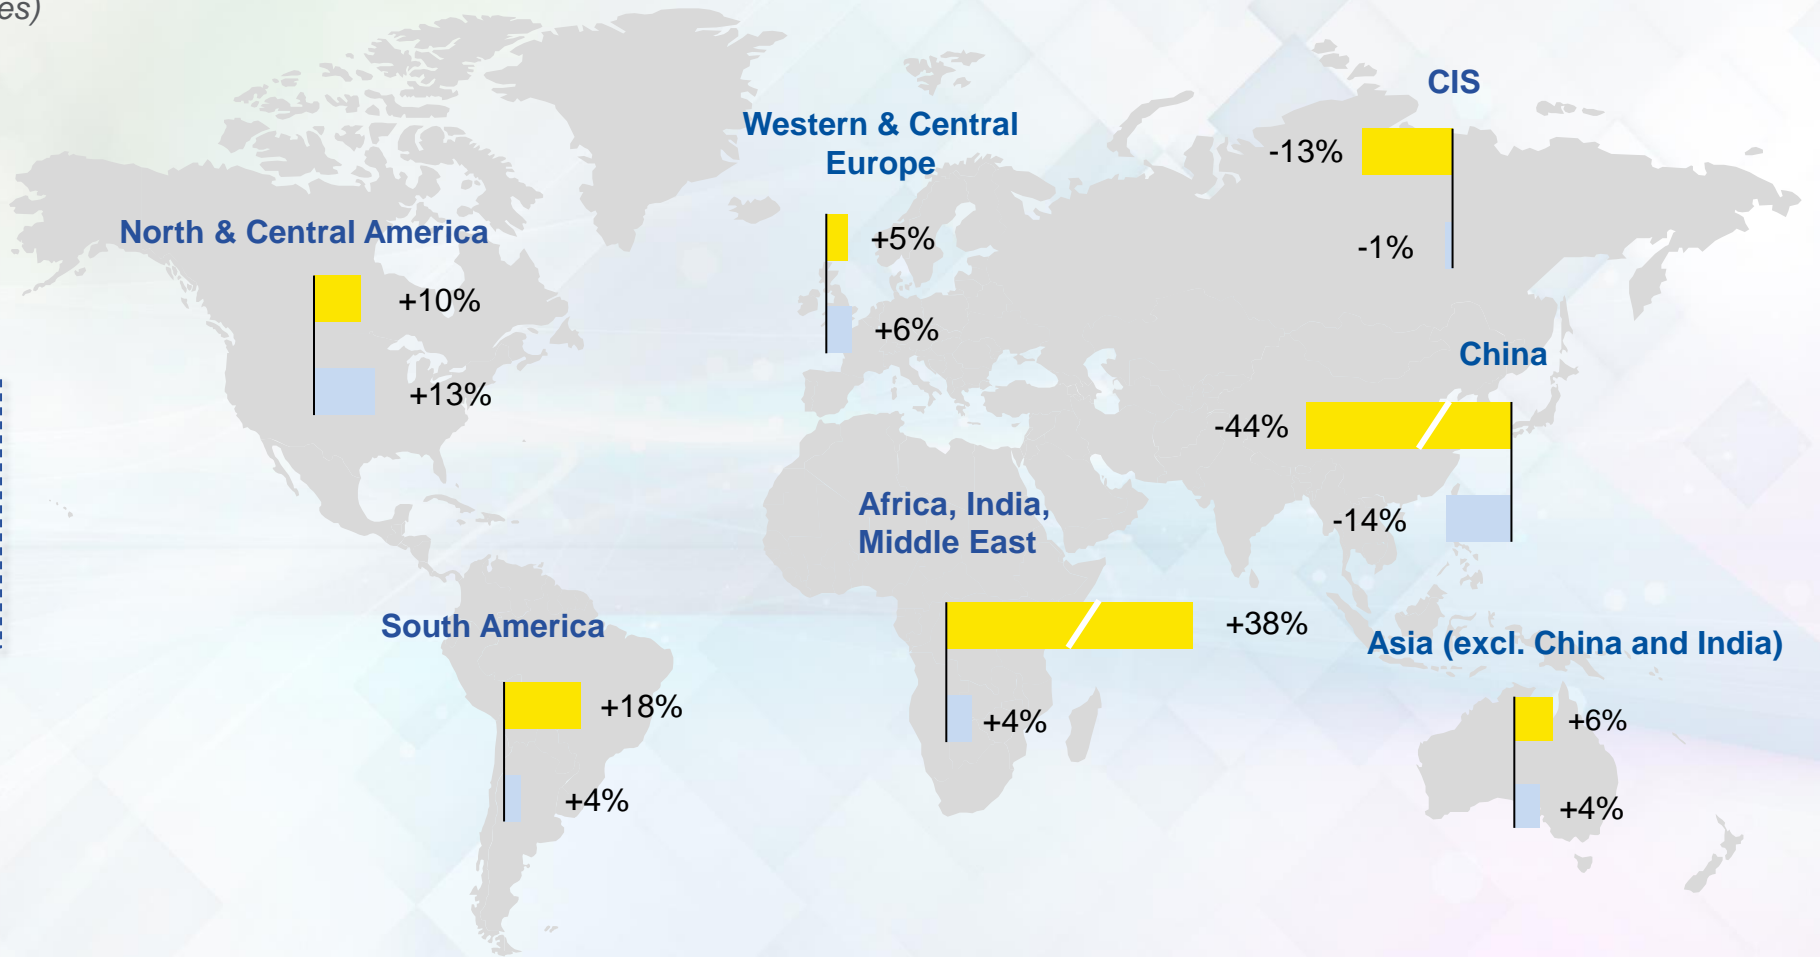 CIS
-13%
-1%
Western & Central
Europe
+5%
+6%
North & Central America
+10%
+13%
China
-44%
-14%
Africa, India,
Middle East
+38%
+4%
South America
+18%
+4%
Asia (excl. China and India)
+6%
+4%